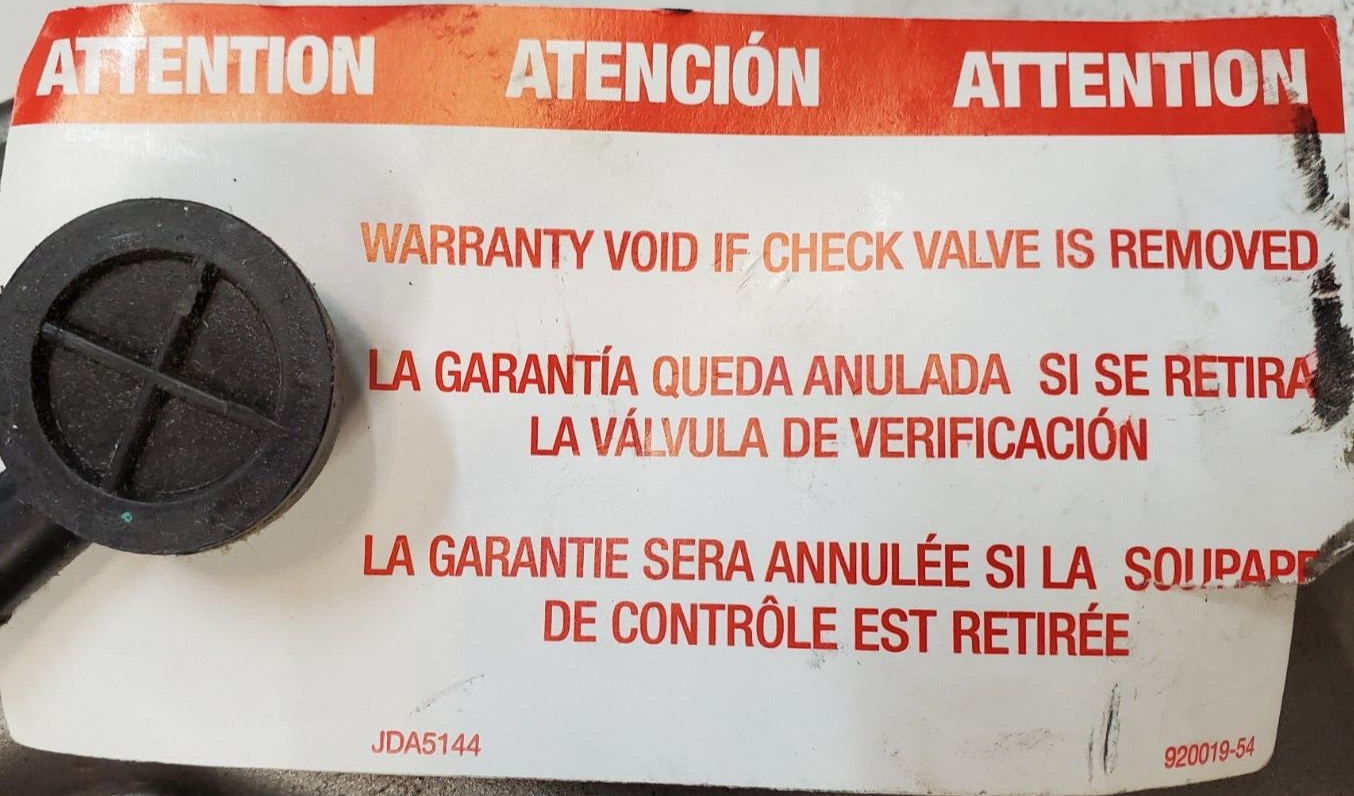 ATTENTION ATENCIÓN ATTENTION
WARRANTY VOID IF CHECK VALVE IS REMOVED
LA GARANTÍA QUEDA ANULADA SI SE RETIRA
LA VÁLVULA DE VERIFICACIÓN
LA GARANTIE SERA ANNULÉE SI LA SOUPAPE
DE CONTRÔLE EST RETIRÉE
JDA5144
920019-54